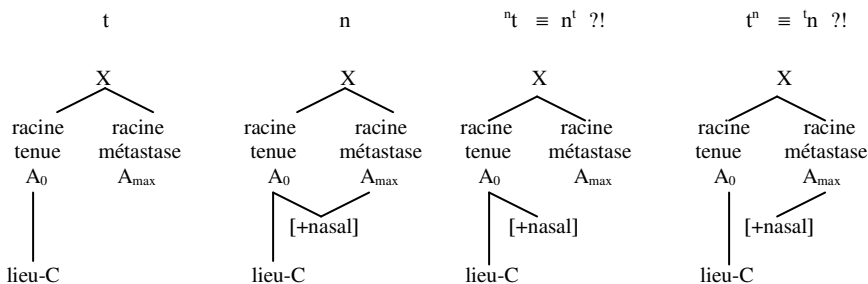 t n ⁿt ≡ nᵗ ?! tⁿ ≡ ᵗn ?!
X X X X
racine racine racine racine racine racine racine racine
tenue métastase tenue métastase tenue métastase tenue métastase
A₀ Aₘₐₓ A₀ Aₘₐₓ A₀ Aₘₐₓ A₀ Aₘₐₓ
[+nasal] [+nasal] [+nasal]
lieu-C lieu-C lieu-C lieu-C